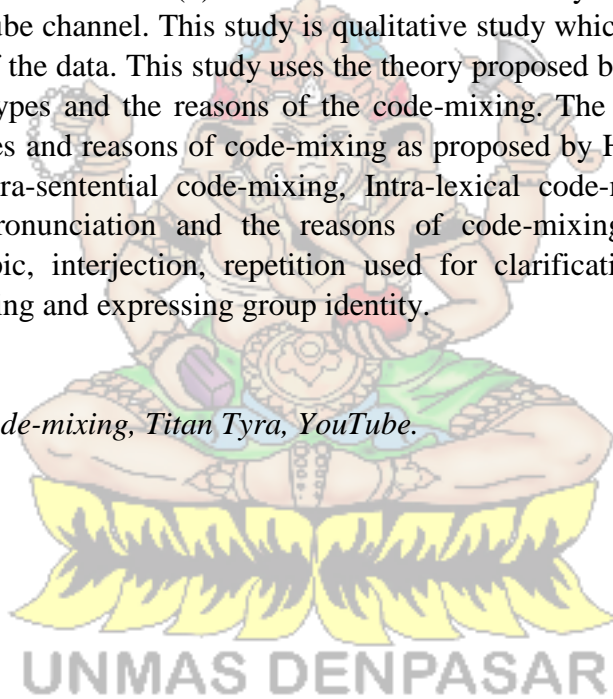 ube channel. This study is qualitative study which
f the data. This study uses the theory proposed b
ypes and the reasons of the code-mixing. The
es and reasons of code-mixing as proposed by H
ra-sentential code-mixing, Intra-lexical code-
ronunciation and the reasons of code-mixing
pic, interjection, repetition used for clarificati
ing and expressing group identity.
de-mixing, Titan Tyra, YouTube.
UNMAS DENPASAR